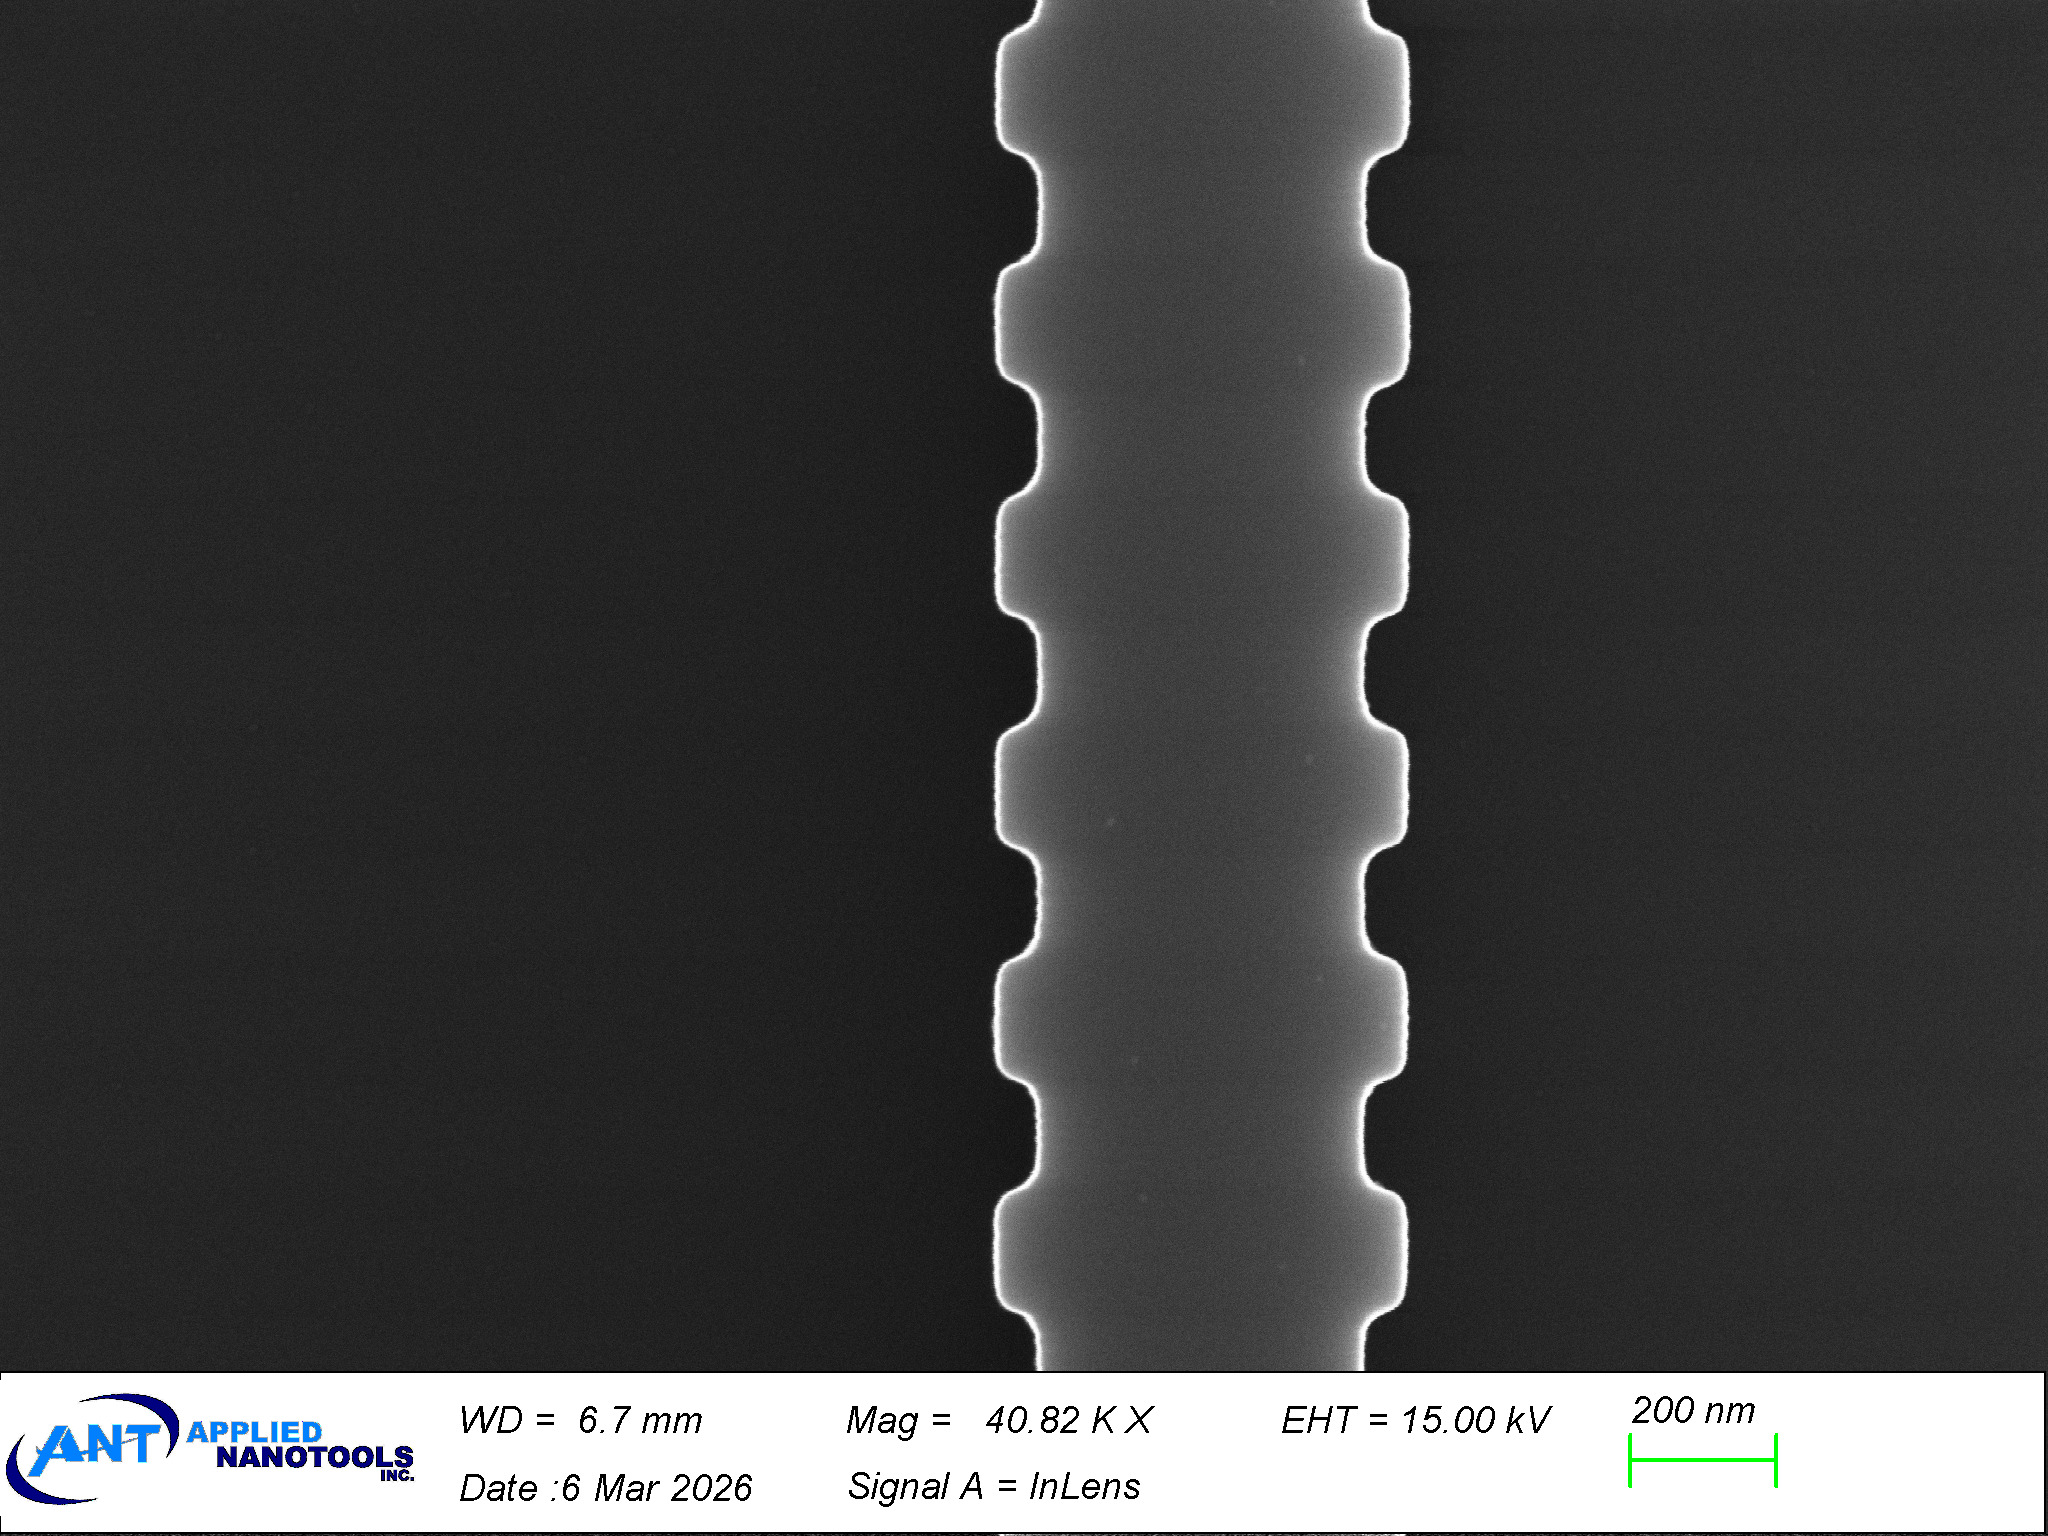 ANT APPLIED
NANOTOOLS
INC.
WD = 6.7 mm
Mag = 40.82 K X
EHT = 15.00 kV
200 nm
Date :6 Mar 2026
Signal A = InLens